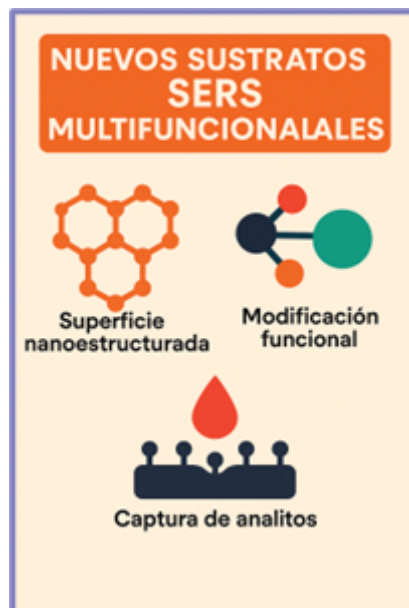 NUEVOS SUSTRATOS
SERS
MULTIFUNCIONALALES
Superficie
nanoestructurada
Modificación
funcional
Captura de analitos